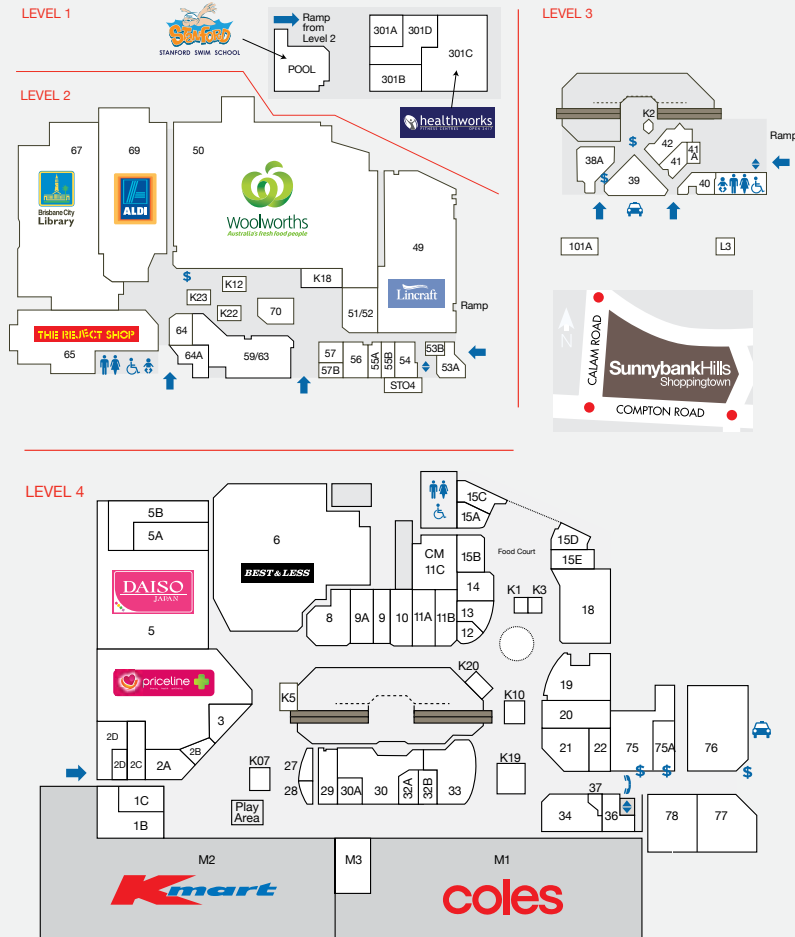 LEVEL 1
STANFORD
STANFORD SWIM SCHOOL
Ramp
from
Level 2
POOL
301A
301D
301C
301B
healthworks
FITNESS CENTRES OPEN 24/7
LEVEL 2
67
Brisbane City
Library
69
ALDI
50
Woolworths
Australia's fresh food people
49
Lincraft
$
K12
K18
K23
K22
70
51/52
Ramp
THE REJECT SHOP
65
64
64A
59/63
57
57B
56
55A
55B
54
53B
53A
STO4
LEVEL 3
K2
Ramp
$
42
41
41
A
38A
$
39
40
101A
L3
N
CALAM ROAD
SunnybankHills
Shoppingtown
COMPTON ROAD
LEVEL 4
5B
5A
DAISO
JAPAN
5
6
BEST & LESS
15C
15A
CM
11C
15B
Food Court
15D
15E
14
K1
K3
18
8
9A
9
10
11A
11B
13
12
priceline
3
2D
2D
2C
2B
2A
K5
K20
K10
19
20
21
22
75
75A
76
$
$
$
K07
27
28
29
30A
30
32A
32B
33
K19
37
34
36
78
77
Play
Area
1C
1B
M2
Kmart
M3
M1
coles